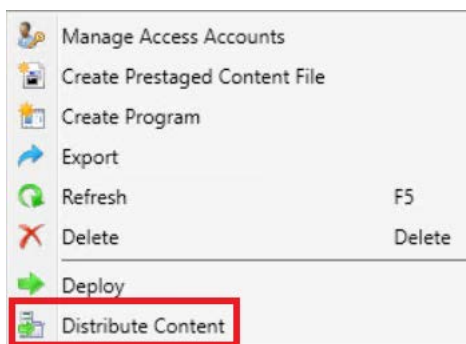 Manage Access Accounts
Create Prestaged Content File
Create Program
Export
Refresh F5
Delete Delete
Deploy
Distribute Content